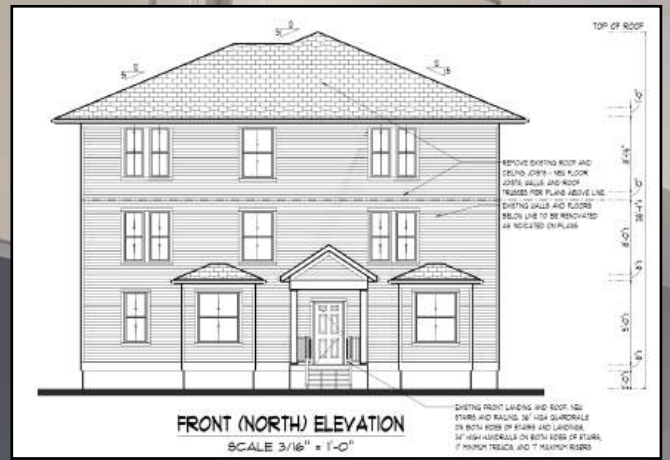 TOP OF ROOF
REMOVE EXISTING ROOF AND
CEILING JOISTS - NEW FLOOR
JOISTS, WALLS, AND ROOF
TRUSSES PER PLANS ABOVE LINE.
EXISTING WALLS AND FLOORS
BELOW LINE TO BE RENOVATED
AS INDICATED ON PLANS
EXISTING FRONT LANDING AND ROOF. NEW
STAIRS AND RAILING, 36" HIGH GUARDRAILS
ON BOTH SIDES OF STAIRS AND LANDINGS,
34" HIGH HANDRAILS ON BOTH SIDES OF STAIRS,
MINIMUM TREADS, AND 7" MAXIMUM RISERS
FRONT (NORTH) ELEVATION
SCALE 3/16" = 1'-0"